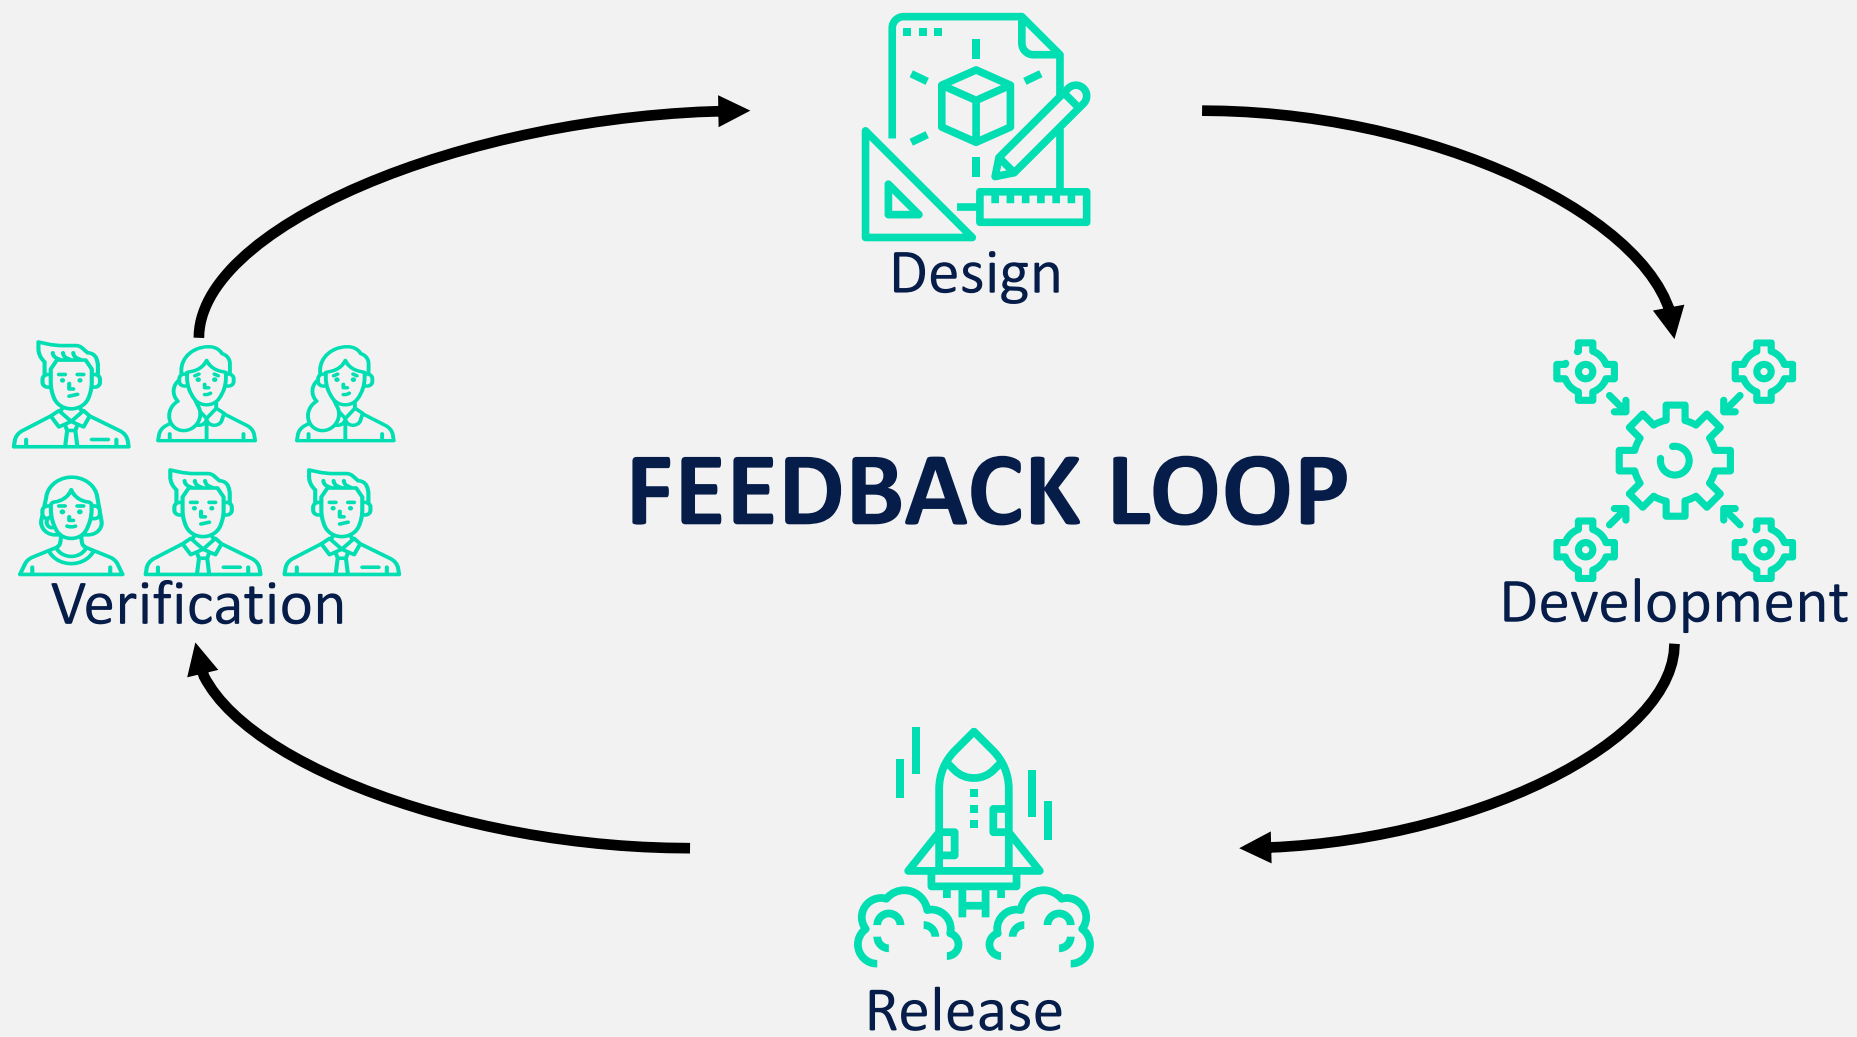 Design
FEEDBACK LOOP
Verification
Development
Release